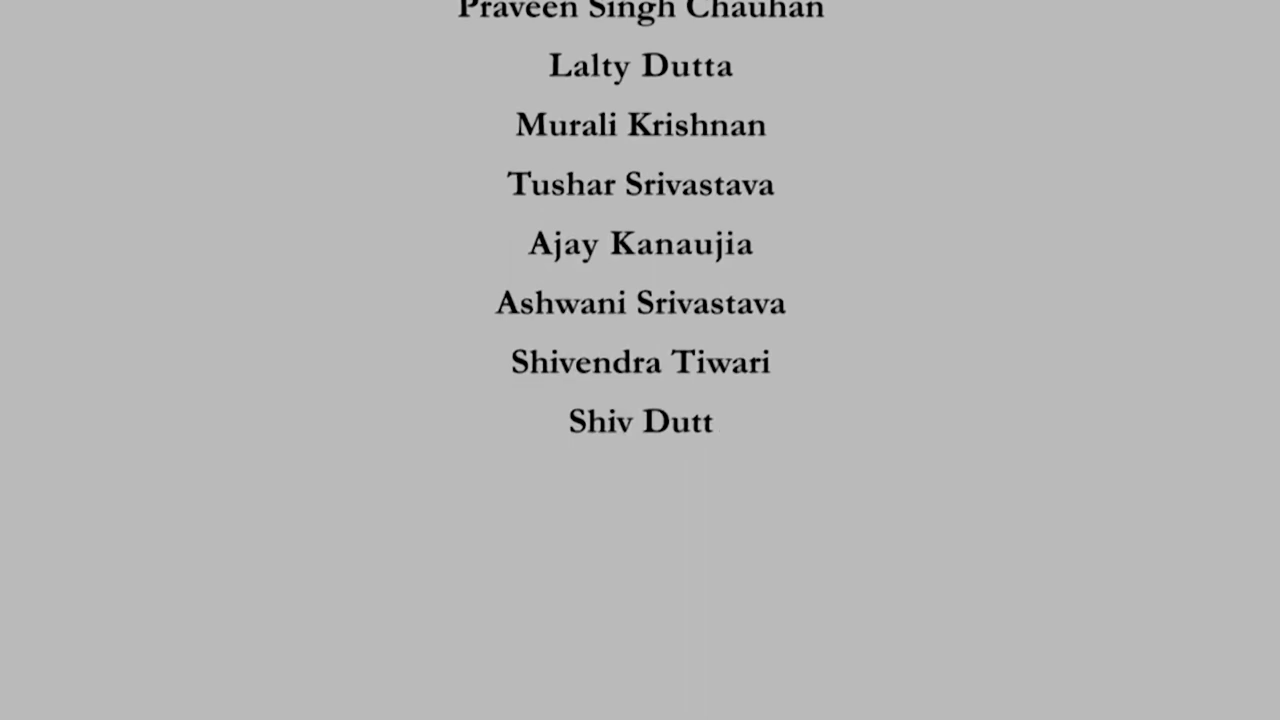 Praveen Singh Chauhan
Lalty Dutta
Murali Krishnan
Tushar Srivastava
Ajay Kanaujia
Ashwani Srivastava
Shivendra Tiwari
Shiv Dutt